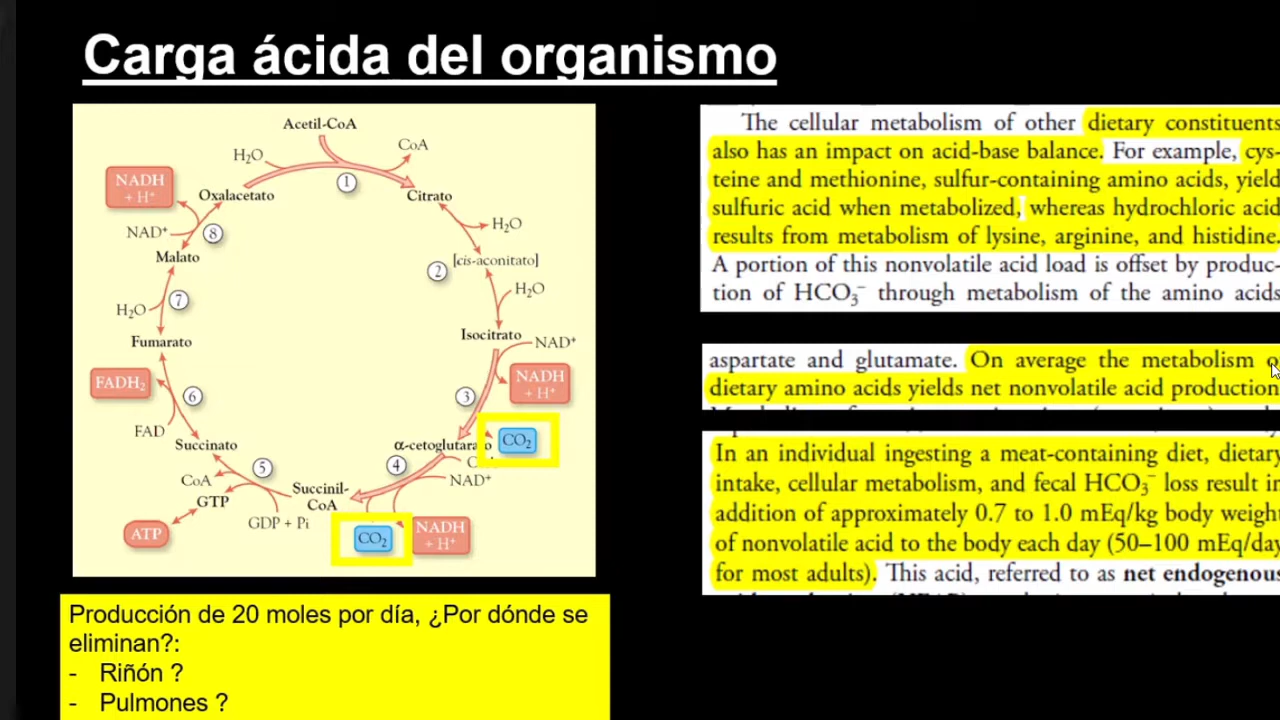 Carga ácida del organismo
Acetil-CoA
H₂O
CoA
NADH
+ H⁺
Oxalacetato
1
Citrato
NAD⁺
8
H₂O
Malato
2
[cis-aconitato]
H₂O
7
H₂O
Fumarato
Isocitrato
NAD⁺
FADH₂
6
3
NADH
+ H⁺
FAD
Succinato
α-cetoglutarato
CO₂
5
4
CoA
NAD⁺
GTP
Succinil-
CoA
GDP + Pi
ATP
CO₂
NADH
+ H⁺
Producción de 20 moles por día, ¿Por dónde se
eliminan?:
- Riñón ?
- Pulmones ?
The cellular metabolism of other dietary constituents
also has an impact on acid-base balance. For example, cys-
teine and methionine, sulfur-containing amino acids, yield
sulfuric acid when metabolized, whereas hydrochloric acid
results from metabolism of lysine, arginine, and histidine.
A portion of this nonvolatile acid load is offset by produc-
tion of HCO₃⁻ through metabolism of the amino acids
aspartate and glutamate. On average the metabolism
dietary amino acids yields net nonvolatile acid production
In an individual ingesting a meat-containing diet, dietary
intake, cellular metabolism, and fecal HCO₃⁻ loss result in
addition of approximately 0.7 to 1.0 mEq/kg body weight
of nonvolatile acid to the body each day (50–100 mEq/day
for most adults). This acid, referred to as net endogenous